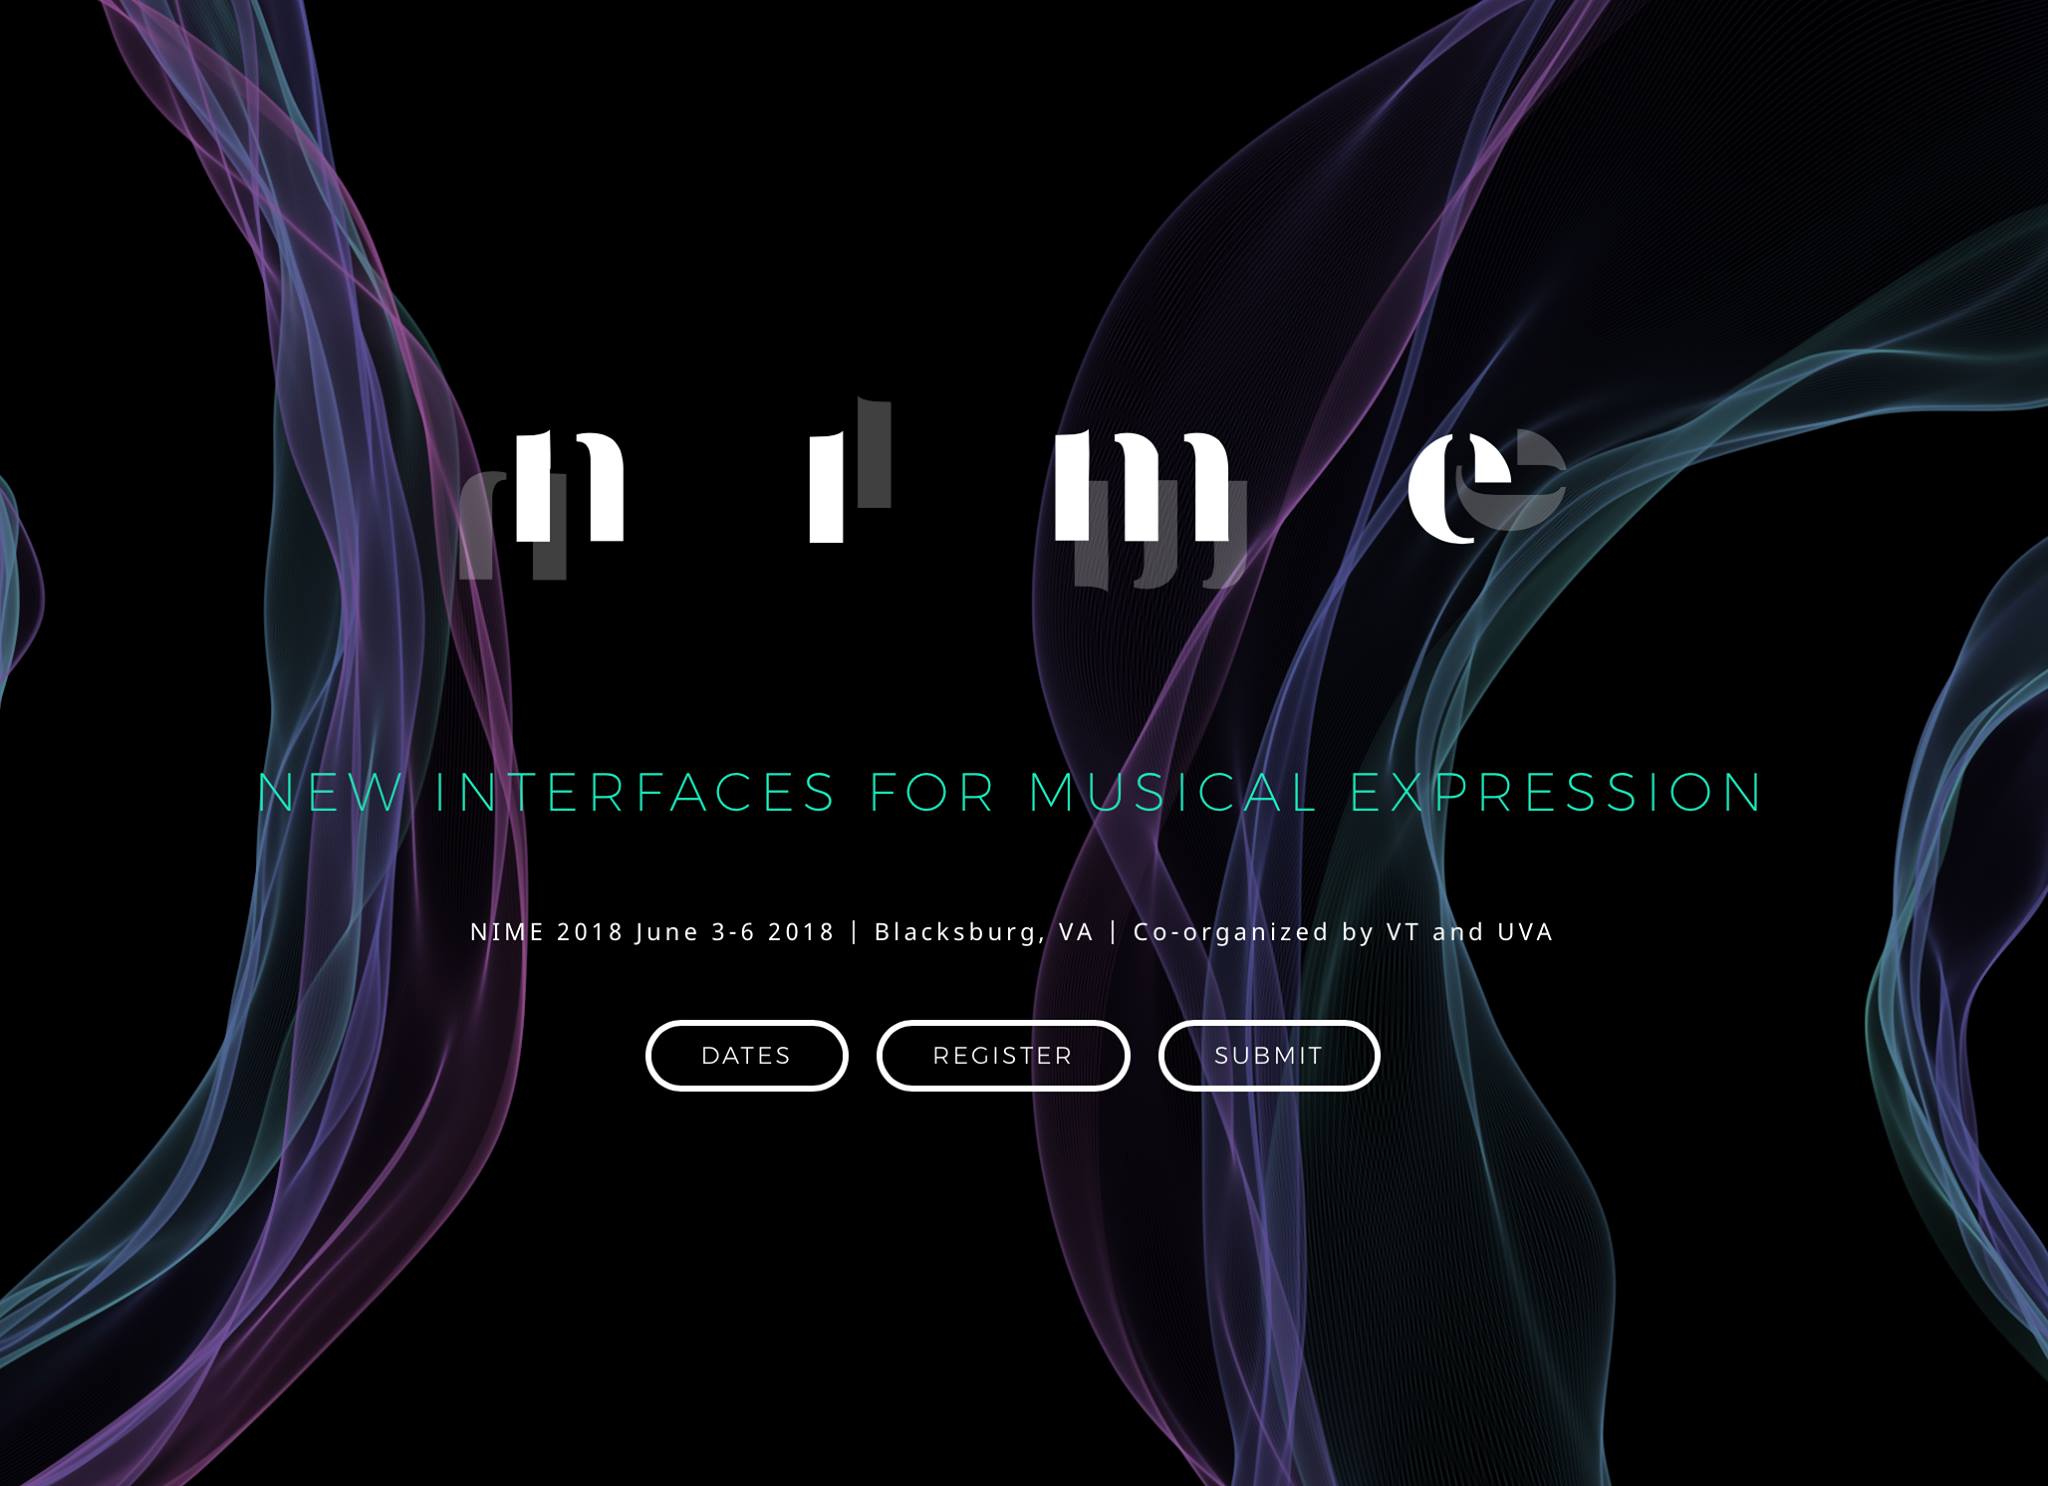 nime
NEW INTERFACES FOR MUSICAL EXPRESSION
NIME 2018 June 3-6 2018 | Blacksburg, VA | Co-organized by VT and UVA
DATES REGISTER SUBMIT